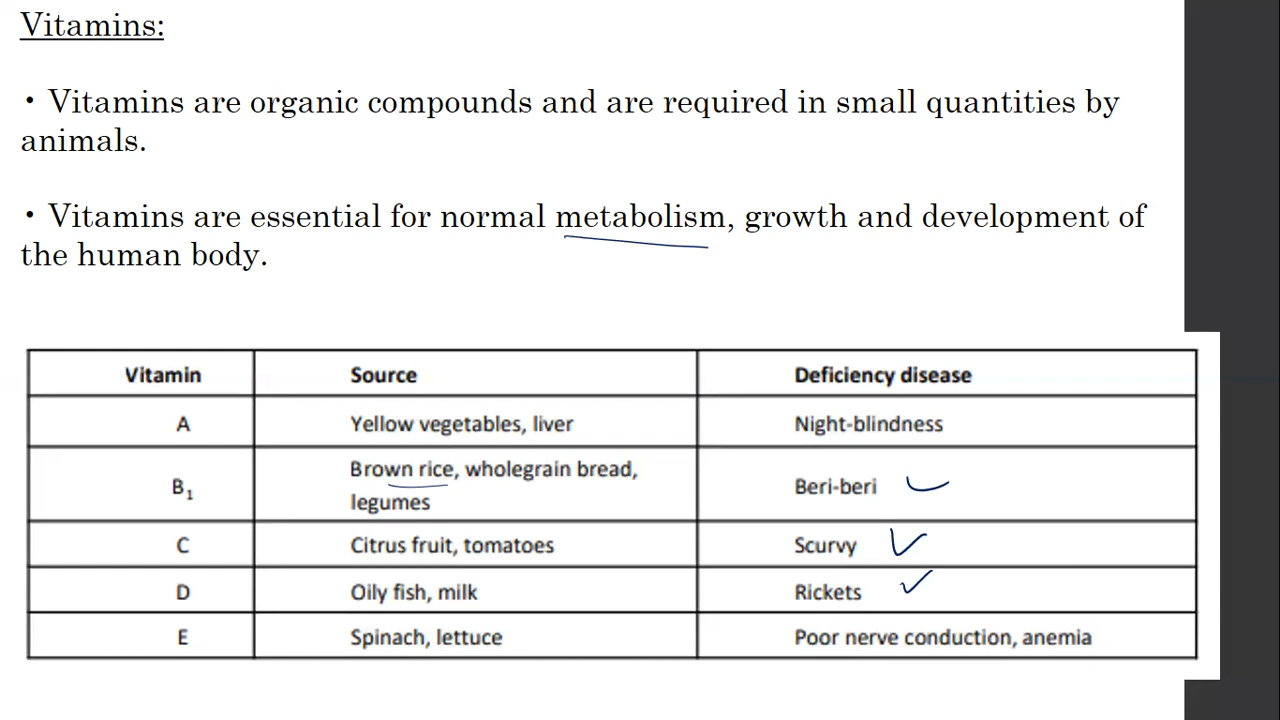 Vitamins:
• Vitamins are organic compounds and are required in small quantities by
animals.
• Vitamins are essential for normal metabolism, growth and development of
the human body.
Vitamin Source Deficiency disease
A Yellow vegetables, liver Night-blindness
B₁ Brown rice, wholegrain bread,
legumes Beri-beri
C Citrus fruit, tomatoes Scurvy
D Oily fish, milk Rickets
E Spinach, lettuce Poor nerve conduction, anemia